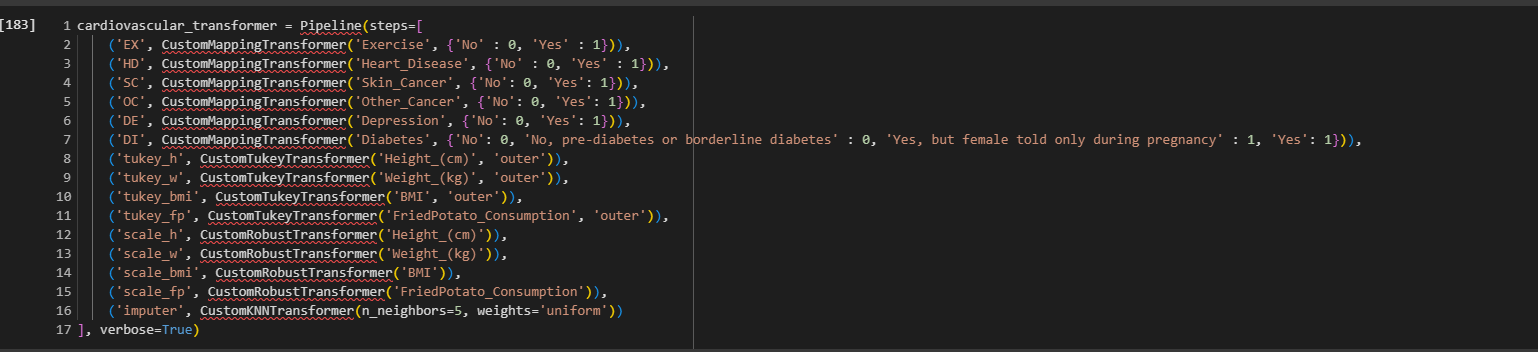 [183] 1 cardiovascular_transformer = Pipeline(steps=[
2 ('EX', CustomMappingTransformer('Exercise', {'No' : 0, 'Yes' : 1})),
3 ('HD', CustomMappingTransformer('Heart_Disease', {'No' : 0, 'Yes' : 1})),
4 ('SC', CustomMappingTransformer('Skin_Cancer', {'No': 0, 'Yes': 1})),
5 ('OC', CustomMappingTransformer('Other_Cancer', {'No': 0, 'Yes': 1})),
6 ('DE', CustomMappingTransformer('Depression', {'No': 0, 'Yes': 1})),
7 ('DI', CustomMappingTransformer('Diabetes', {'No': 0, 'No, pre-diabetes or borderline diabetes' : 0, 'Yes, but female told only during pregnancy' : 1, 'Yes': 1})),
8 ('tukey_h', CustomTukeyTransformer('Height_(cm)', 'outer')),
9 ('tukey_w', CustomTukeyTransformer('Weight_(kg)', 'outer')),
10 ('tukey_bmi', CustomTukeyTransformer('BMI', 'outer')),
11 ('tukey_fp', CustomTukeyTransformer('FriedPotato_Consumption', 'outer')),
12 ('scale_h', CustomRobustTransformer('Height_(cm)')),
13 ('scale_w', CustomRobustTransformer('Weight_(kg)')),
14 ('scale_bmi', CustomRobustTransformer('BMI')),
15 ('scale_fp', CustomRobustTransformer('FriedPotato_Consumption')),
16 ('imputer', CustomKNNTransformer(n_neighbors=5, weights='uniform'))
17 ], verbose=True)